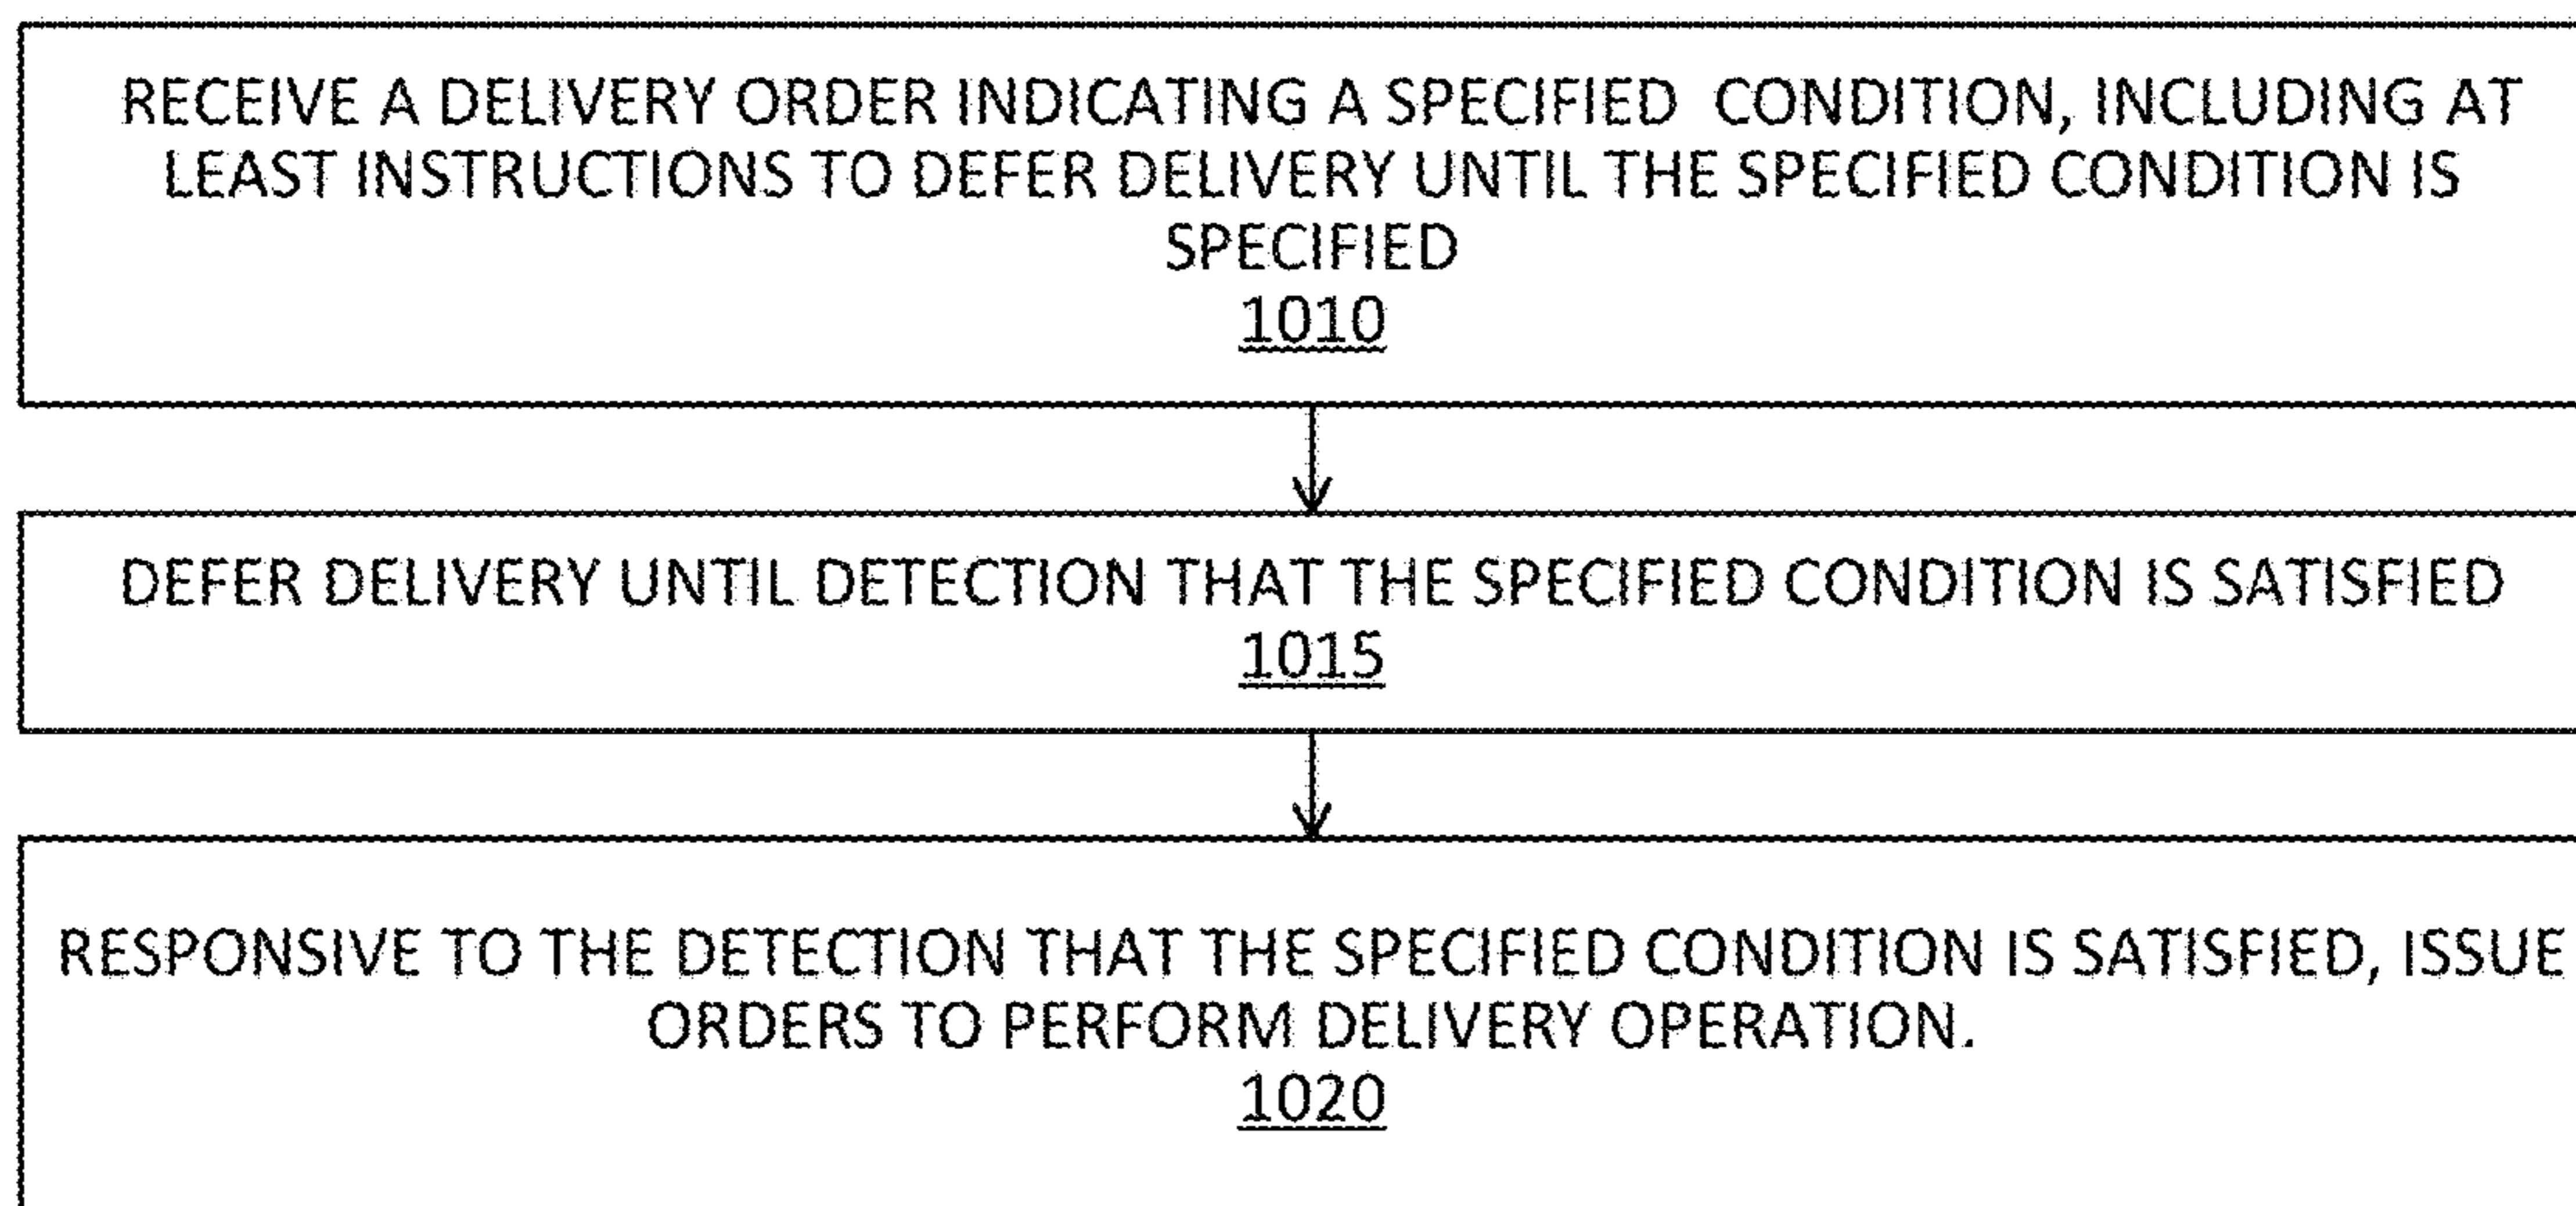 RECEIVE A DELIVERY ORDER INDICATING A SPECIFIED CONDITION, INCLUDING AT
LEAST INSTRUCTIONS TO DEFER DELIVERY UNTIL THE SPECIFIED CONDITION IS
SPECIFIED
1010
DEFER DELIVERY UNTIL DETECTION THAT THE SPECIFIED CONDITION IS SATISFIED
1015
RESPONSIVE TO THE DETECTION THAT THE SPECIFIED CONDITION IS SATISFIED, ISSUE
ORDERS TO PERFORM DELIVERY OPERATION.
1020